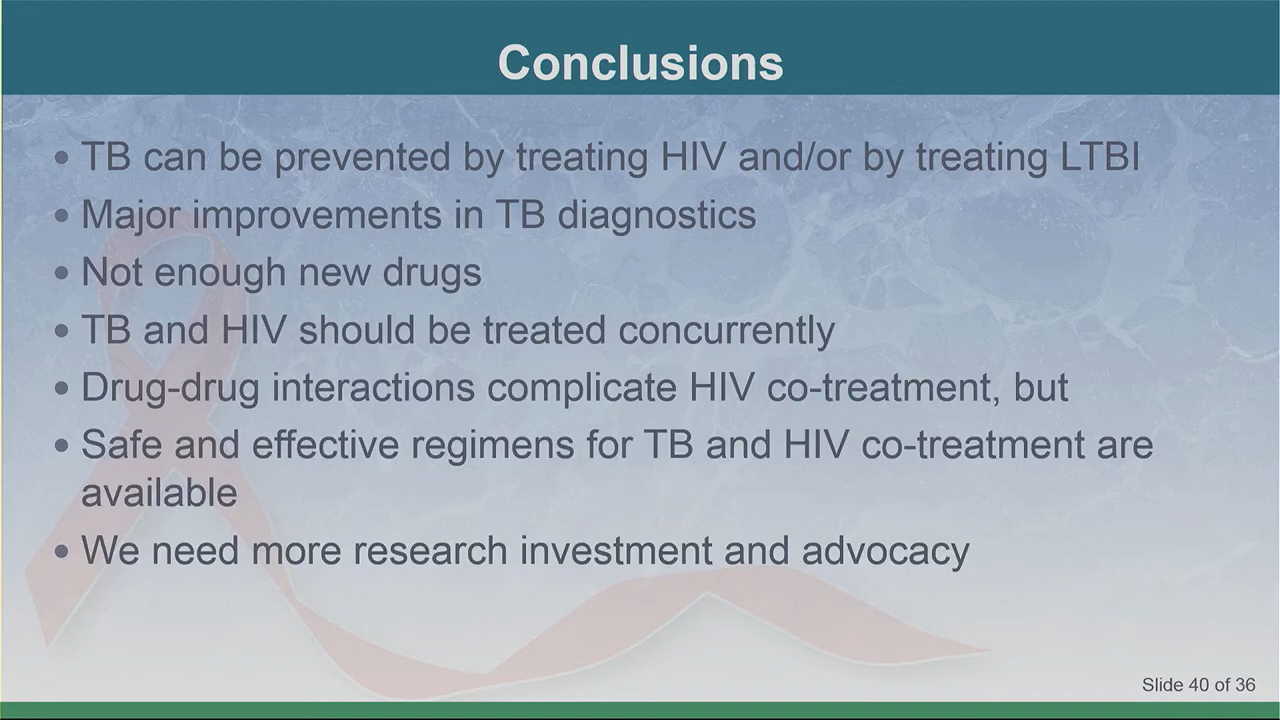 Conclusions
• TB can be prevented by treating HIV and/or by treating LTBI
• Major improvements in TB diagnostics
• Not enough new drugs
• TB and HIV should be treated concurrently
• Drug-drug interactions complicate HIV co-treatment, but
• Safe and effective regimens for TB and HIV co-treatment are
available
• We need more research investment and advocacy
Slide 40 of 36